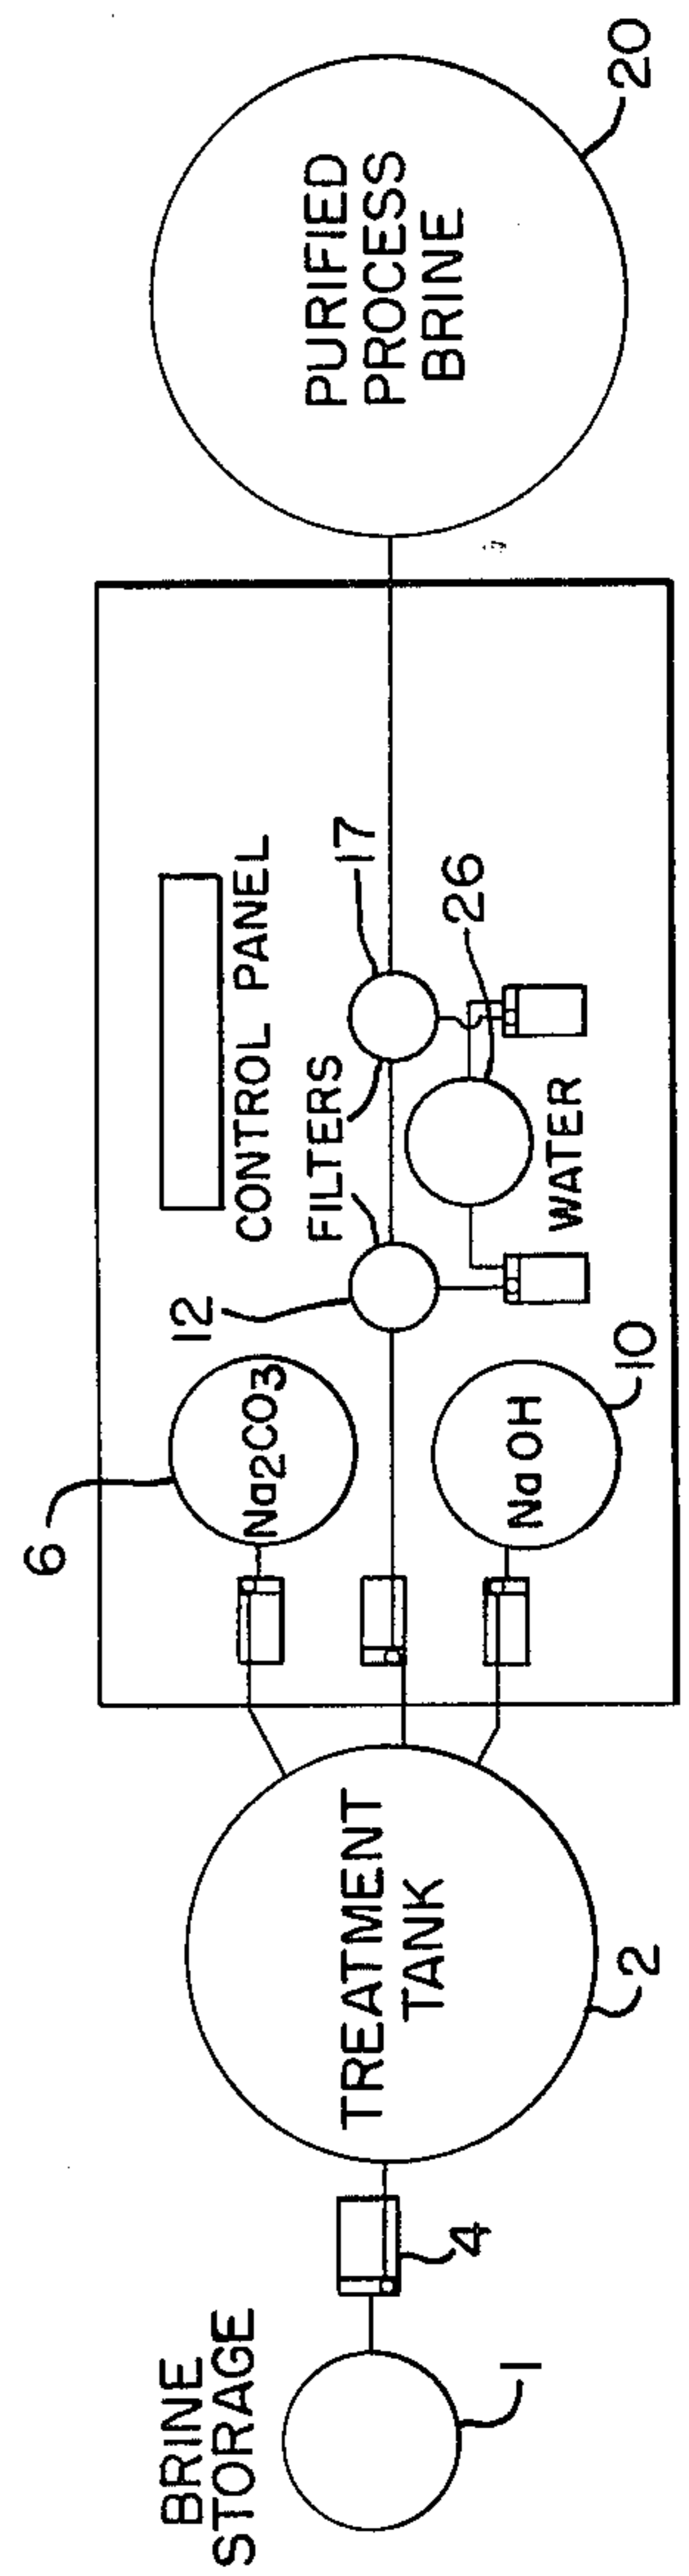 BRINE
STORAGE
1
4
TREATMENT
TANK
2
6
Na2CO3
NaOH
10
12
FILTERS
17
CONTROL PANEL
WATER
26
PURIFIED
PROCESS
BRINE
20